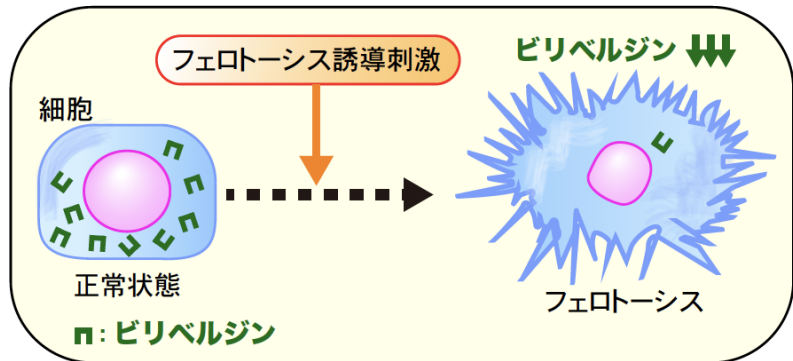 フェロトーシス誘導刺激
ビリベルジン
細胞
正常状態
フェロトーシス
: ビリベルジン